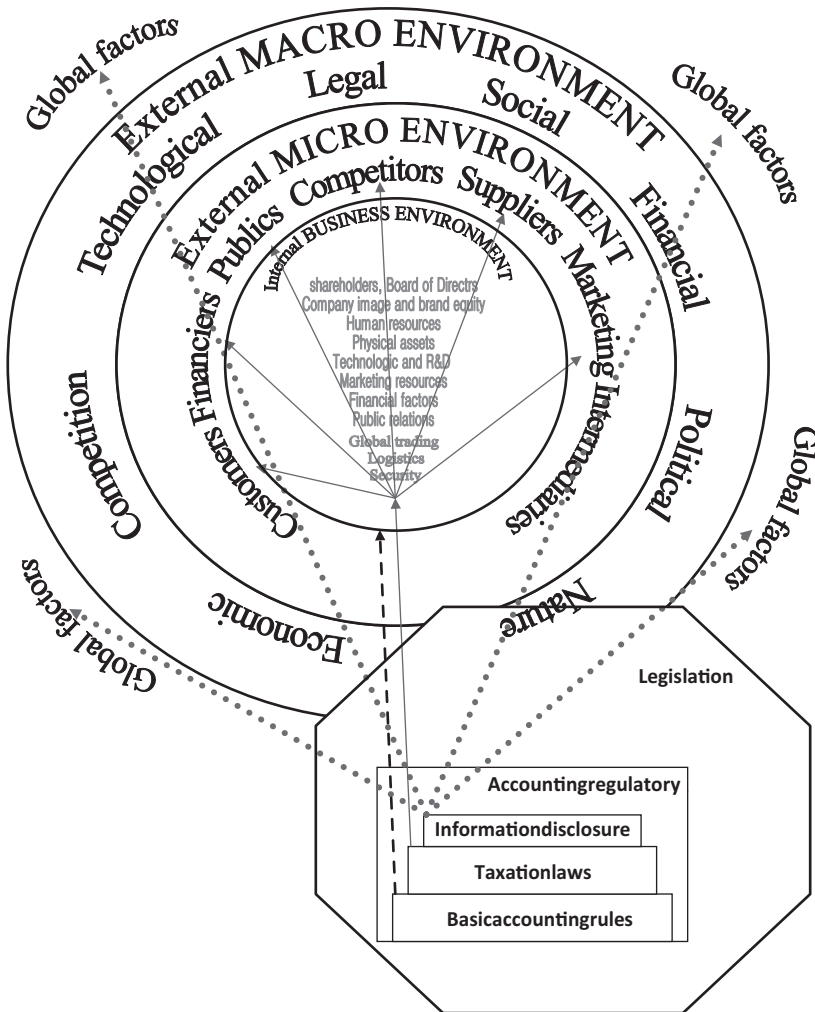 Global factors
External MACRO ENVIRONMENT
Global factors
Legal
Social
Technological
Financial
External MICRO ENVIRONMENT
Publics Competitors Suppliers
Internal BUSINESS ENVIRONMENT
Marketing Intermediaries
Financiers
Customers
shareholders, Board of Directrs
Company image and brand equity
Human resources
Physical assets
Technologic and R&D
Marketing resources
Financial factors
Public relations
Global trading
Logistics
Security
Competition
Political
Global factors
Economic
Nature
Global factors
Legislation
Accountingregulatory
Informationdisclosure
Taxationlaws
Basicaccountingrules